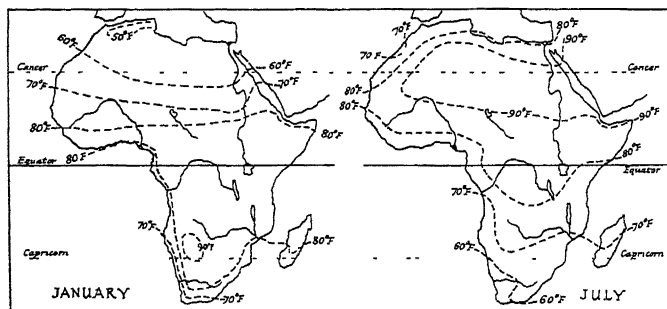 50°F
60°F
Cancer
60°F
70°F
70°F
80°F
80°F
80°F
Equator
70°F
90°F
80°F
Capricorn
70°F
JANUARY
70°F
80°F
90°F
70°F
Cancer
80°F
80°F
90°F
90°F
80°F
Equator
70°F
60°F
70°F
Capricorn
60°F
JULY